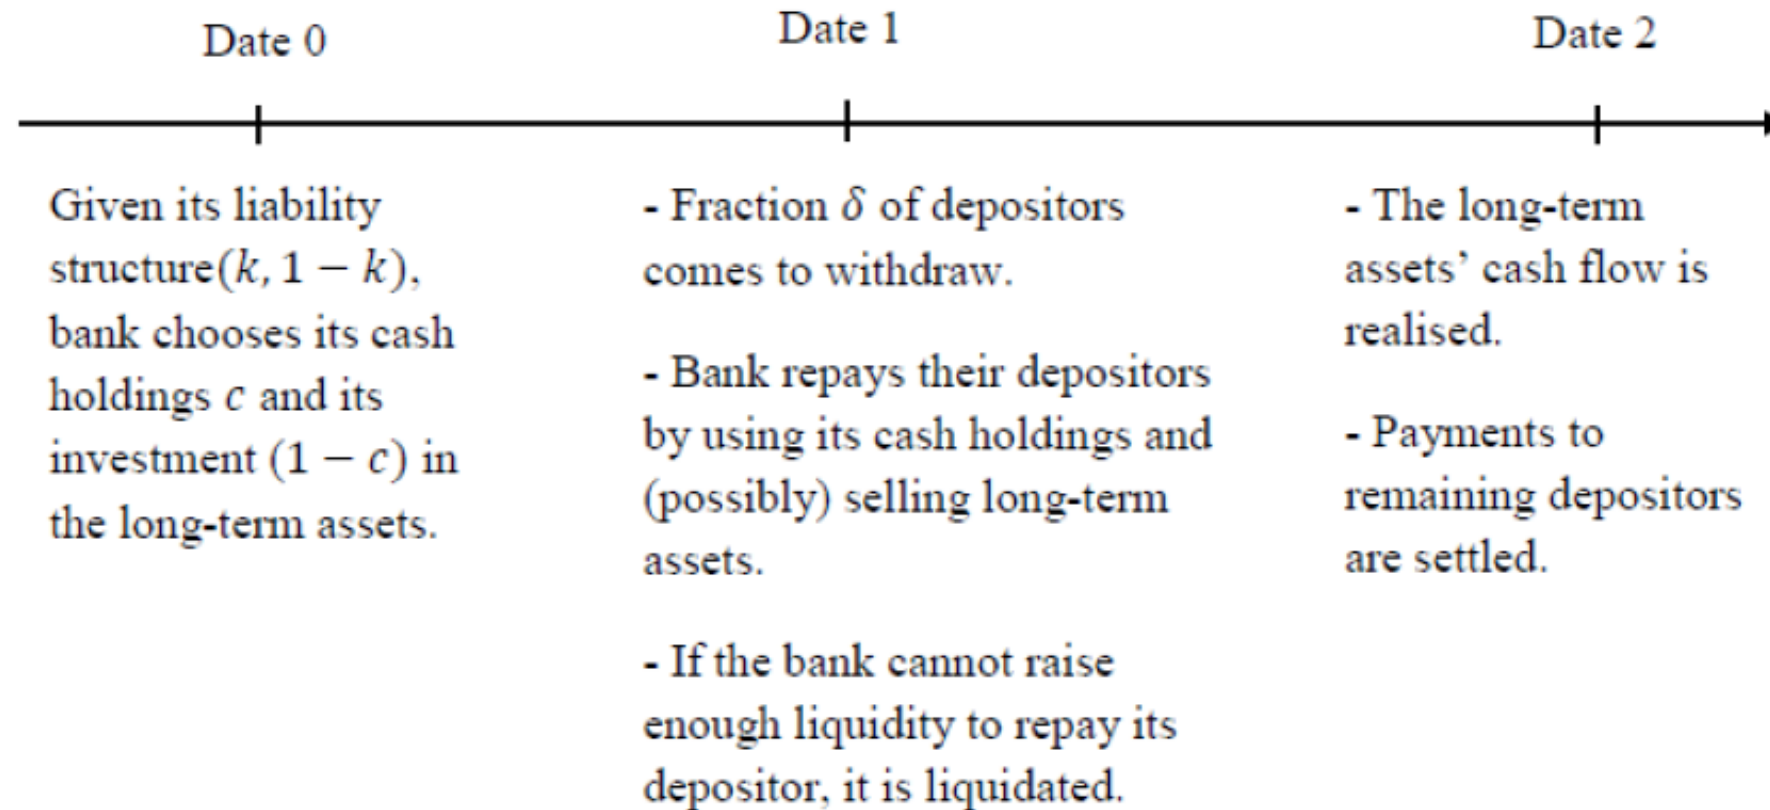 Date 0
Date 1
Date 2
Given its liability
structure(k, 1 − k),
bank chooses its cash
holdings c and its
investment (1 − c) in
the long-term assets.
- Fraction δ of depositors
comes to withdraw.
- Bank repays their depositors
by using its cash holdings and
(possibly) selling long-term
assets.
- If the bank cannot raise
enough liquidity to repay its
depositor, it is liquidated.
- The long-term
assets’ cash flow is
realised.
- Payments to
remaining depositors
are settled.